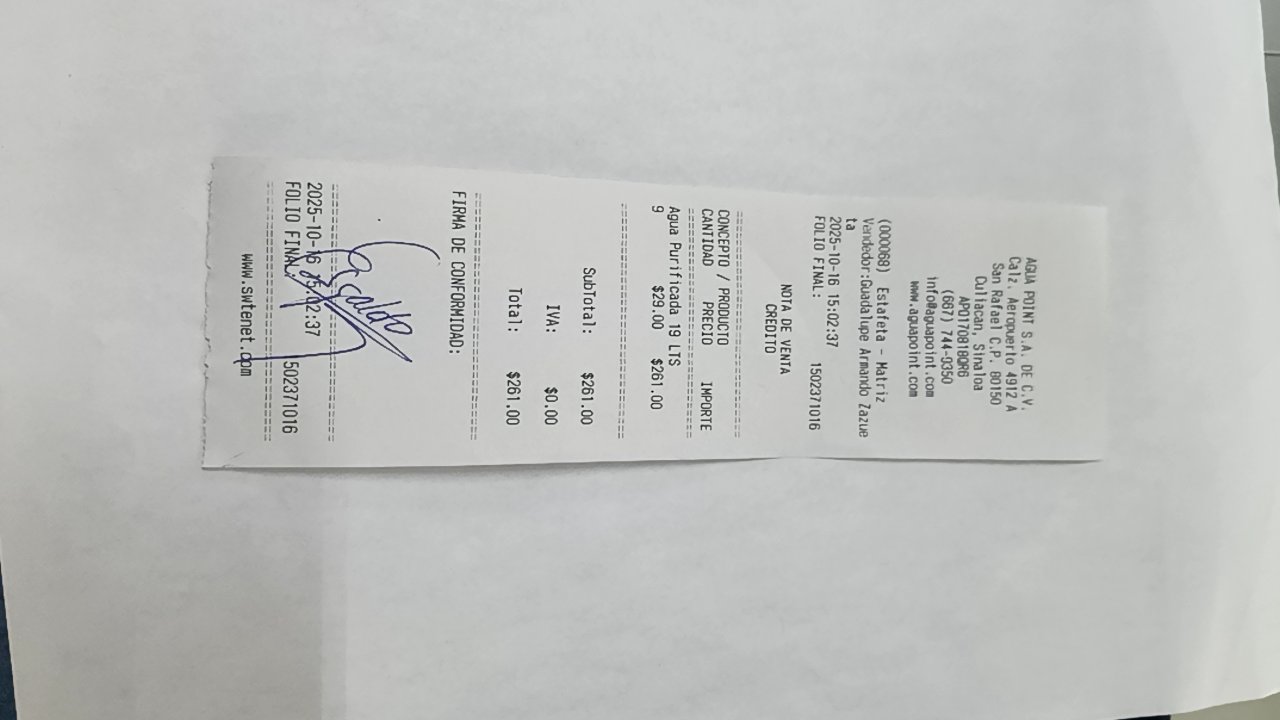 AGUA POINT S.A. DE C.V.
Calz. Aeropuerto 4912 A
San Rafael C.P. 80150
Culiacan, Sinaloa
APO170818QR6
(667) 744-9350
info@aguapoint.com
www.aguapoint.com
(000068) Estafeta - Matriz
Vendedor:Guadalupe Armando Zazue
ta
2025-10-16 15:02:37
FOLIO FINAL: 1502371016
NOTA DE VENTA
CREDITO
CONCEPTO / PRODUCTO
CANTIDAD PRECIO IMPORTE
Agua Purificada 19 LTS
9 $29.00 $261.00
SubTotal: $261.00
IVA: $0.00
Total: $261.00
FIRMA DE CONFORMIDAD:
2025-10-16 15:02:37
FOLIO FINAL: 1502371016
www.swtenet.com